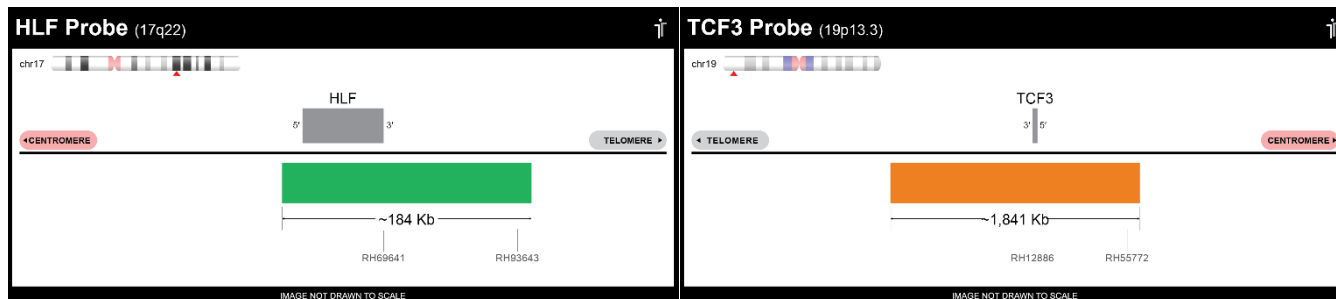 HLF Probe (17q22)
chr17
HLF
5' 3'
◄CENTROMERE
TELOMERE ►
~184 Kb
RH69641
RH93643
IMAGE NOT DRAWN TO SCALE
TCF3 Probe (19p13.3)
chr19
TCF3
3' 5'
◄ TELOMERE
CENTROMERE►
~1,841 Kb
RH12886
RH55772
IMAGE NOT DRAWN TO SCALE